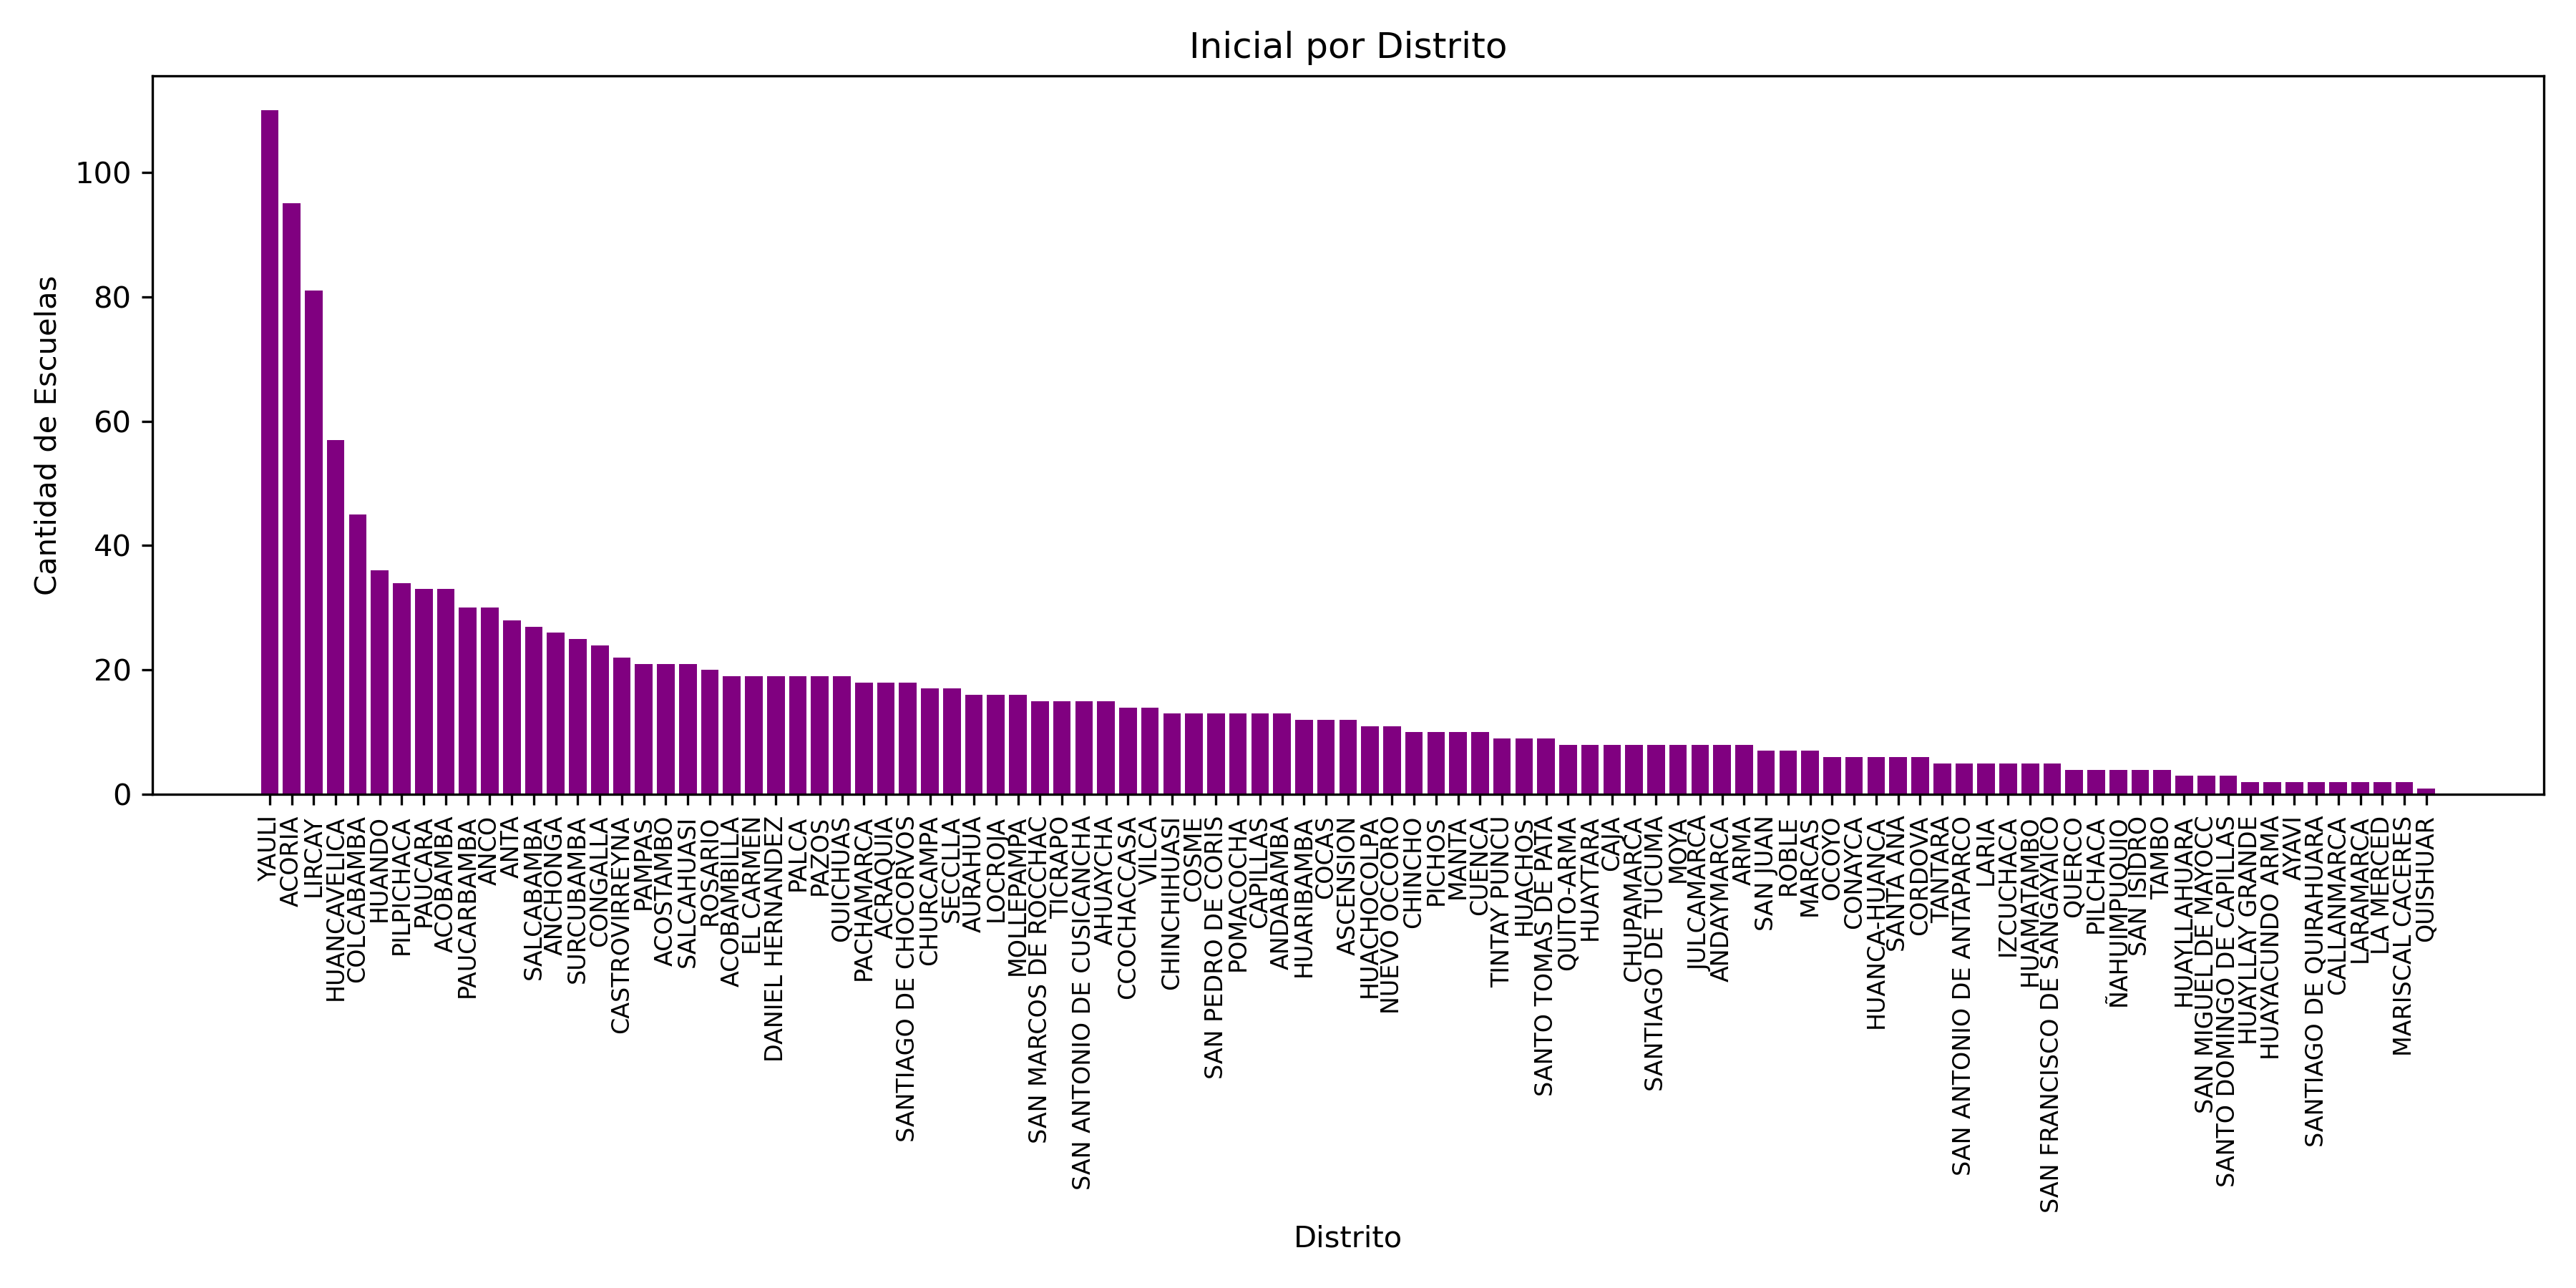 Inicial por Distrito
Cantidad de Escuelas
100
80
60
40
20
0
YAULI
ACORIA
LIRCAY
HUANCAVELICA
COLCABAMBA
HUANDO
PILPICHACA
PAUCARA
ACOBAMBA
PAUCARBAMBA
ANCO
ANTA
SALCABAMBA
ANCHONGA
SURCUBAMBA
CONGALLA
CASTROVIRREYNA
PAMPAS
ACOSTAMBO
SALCAHUASI
ROSARIO
ACOBAMBILLA
EL CARMEN
DANIEL HERNANDEZ
PALCA
PAZOS
QUICHUAS
PACHAMARCA
ACRAQUIA
SANTIAGO DE CHOCORVOS
CHURCAMPA
SECCLLA
AURAHUA
LOCROJA
MOLLEPAMPA
SAN MARCOS DE ROCCHAC
TICRAPO
SAN ANTONIO DE CUSICANCHA
AHUAYCHA
CCOCHACCASA
VILCA
CHINCHIHUASI
COSME
SAN PEDRO DE CORIS
POMACOCHA
CAPILLAS
ANDABAMBA
HUARIBAMBA
COCAS
ASCENSION
HUACHOCOLPA
NUEVO OCCORO
CHINCHO
PICHOS
MANTA
CUENCA
TINTAY PUNCU
HUACHOS
SANTO TOMAS DE PATA
QUITO-ARMA
HUAYTARA
CAJA
CHUPAMARCA
SANTIAGO DE TUCUMA
MOYA
JULCAMARCA
ANDAYMARCA
ARMA
SAN JUAN
ROBLE
MARCAS
OCOYO
CONAYCA
HUANCA-HUANCA
SANTA ANA
CORDOVA
TANTARA
SAN ANTONIO DE ANTAPARCO
LARIA
IZCUCHACA
HUAMATAMBO
SAN FRANCISCO DE SANGAYAICO
QUERCO
PILCHACA
ÑAHUIMPUQUIO
SAN ISIDRO
TAMBO
HUAYLLAHUARA
SAN MIGUEL DE MAYOCC
SANTO DOMINGO DE CAPILLAS
HUAYLLAY GRANDE
HUAYACUNDO ARMA
AYAVI
SANTIAGO DE QUIRAHUARA
CALLANMARCA
LARAMARCA
LA MERCED
MARISCAL CACERES
QUISHUAR
Distrito